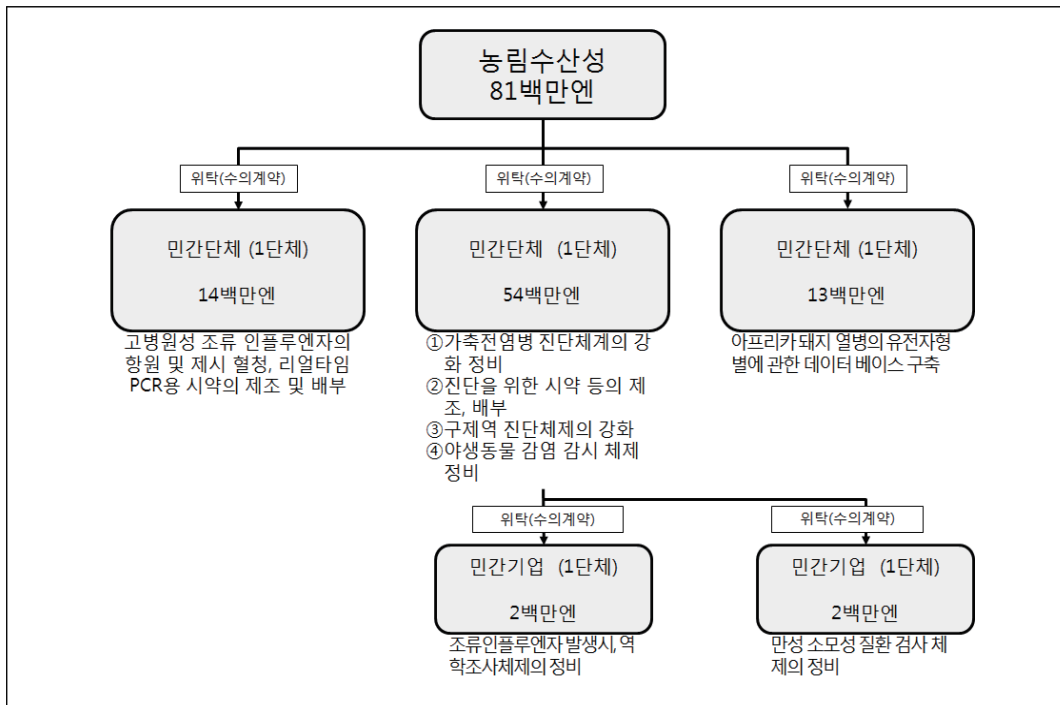 농림수산성
81백만엔
위탁(수의계약)
위탁(수의계약)
위탁(수의계약)
민간단체 (1단체)
14백만엔
고병원성 조류 인플루엔자의
항원 및 제시 혈청, 리얼타임
PCR용 시약의 제조 및 배부
민간단체 (1단체)
54백만엔
①가축전염병 진단체계의 강
화 정비
②진단을 위한 시약 등의 제
조, 배부
③구제역 진단체제의 강화
④야생동물 감염 감시 체제
정비
민간단체 (1단체)
13백만엔
아프리카 돼지 열병의 유전자형
별에 관한 데이터 베이스 구축
위탁(수의계약)
위탁(수의계약)
민간기업 (1단체)
2백만엔
조류인플루엔자 발생시, 역
학조사체제의 정비
민간기업 (1단체)
2백만엔
만성 소모성 질환 검사 체
제의 정비